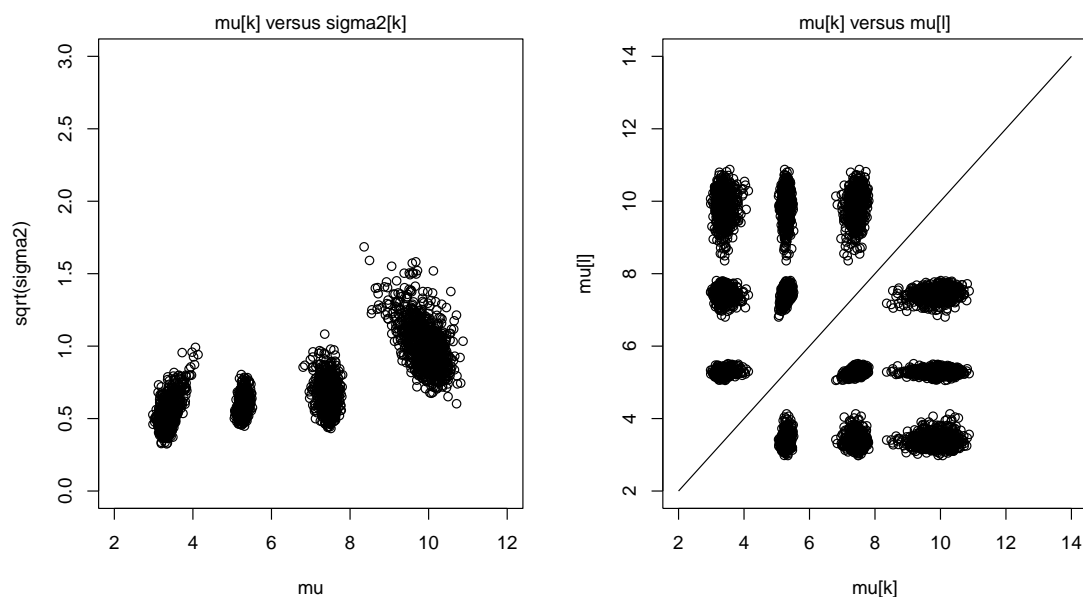 mu[k] versus sigma2[k]
sqrt(sigma2)
3.0
2.5
2.0
1.5
1.0
0.5
0.0
2 4 6 8 10 12
mu
mu[k] versus mu[l]
mu[l]
14
12
10
8
6
4
2
2 4 6 8 10 12 14
mu[k]